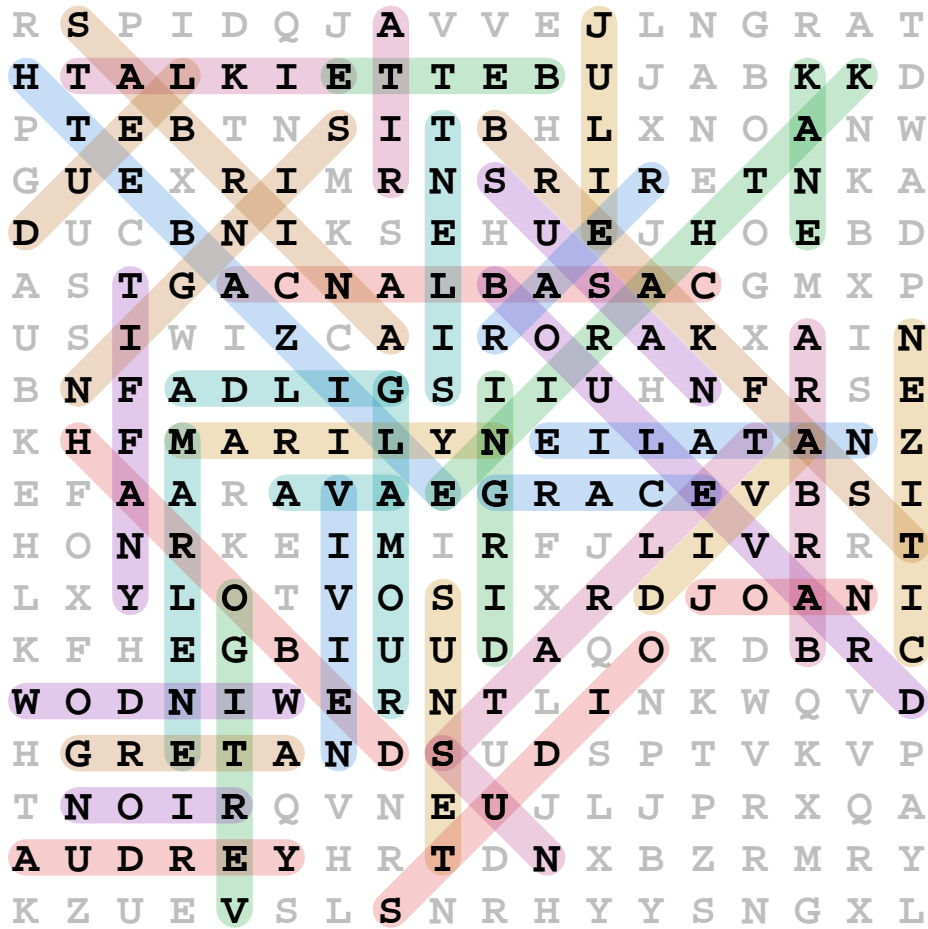 R S P I D Q J A V V E J L N G R A T
H T A L K I E T T E B U J A B K K D
P T E B T N S I T B H L X N O A N W
G U E X R I M R N S R I R E T N K A
D U C B N I K S E H U E J H O E B D
A S T G A C N A L B A S A C G M X P
U S I W I Z C A I R O R A K X A I N
B N F A D L I G S I I U H N F R S E
K H F M A R I L Y N E I L A T A N Z
E F A A R A V A E G R A C E V B S I
H O N R K E I M I R F J L I V R R T
L X Y L O T V O S I X R D J O A N I
K F H E G B I U U D A Q O K D B R C
W O D N I W E R N T L I N K W Q V D
H G R E T A N D S U D S P T V K V P
T N O I R Q V N E U J L J P R X Q A
A U D R E Y H R T D N X B Z R M R Y
K Z U E V S L S N R H Y Y S N G X L